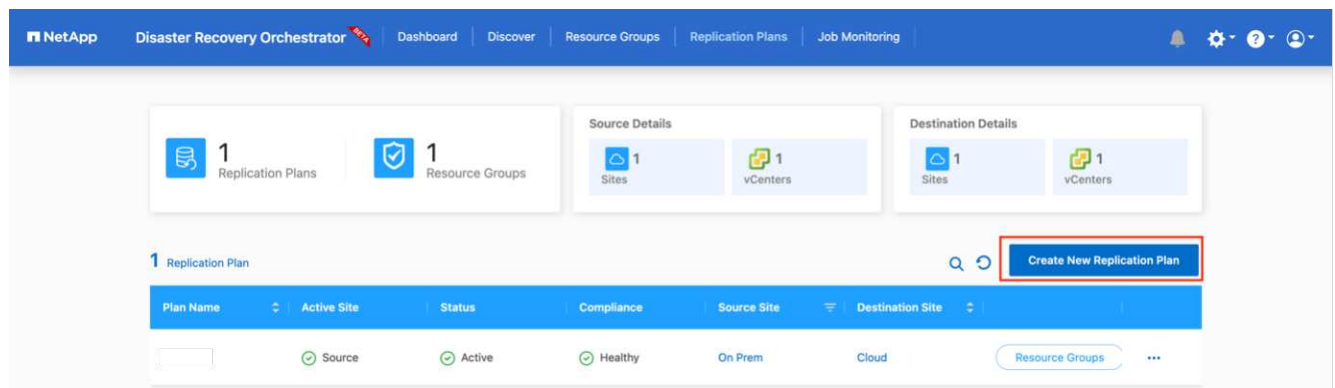 NetApp Disaster Recovery Orchestrator BETA Dashboard Discover Resource Groups Replication Plans Job Monitoring
Source Details Destination Details
1 1 1 1 1 1
Replication Plans Resource Groups Sites vCenters Sites vCenters
1 Replication Plan Create New Replication Plan
Plan Name Active Site Status Compliance Source Site Destination Site
Source Active Healthy On Prem Cloud Resource Groups